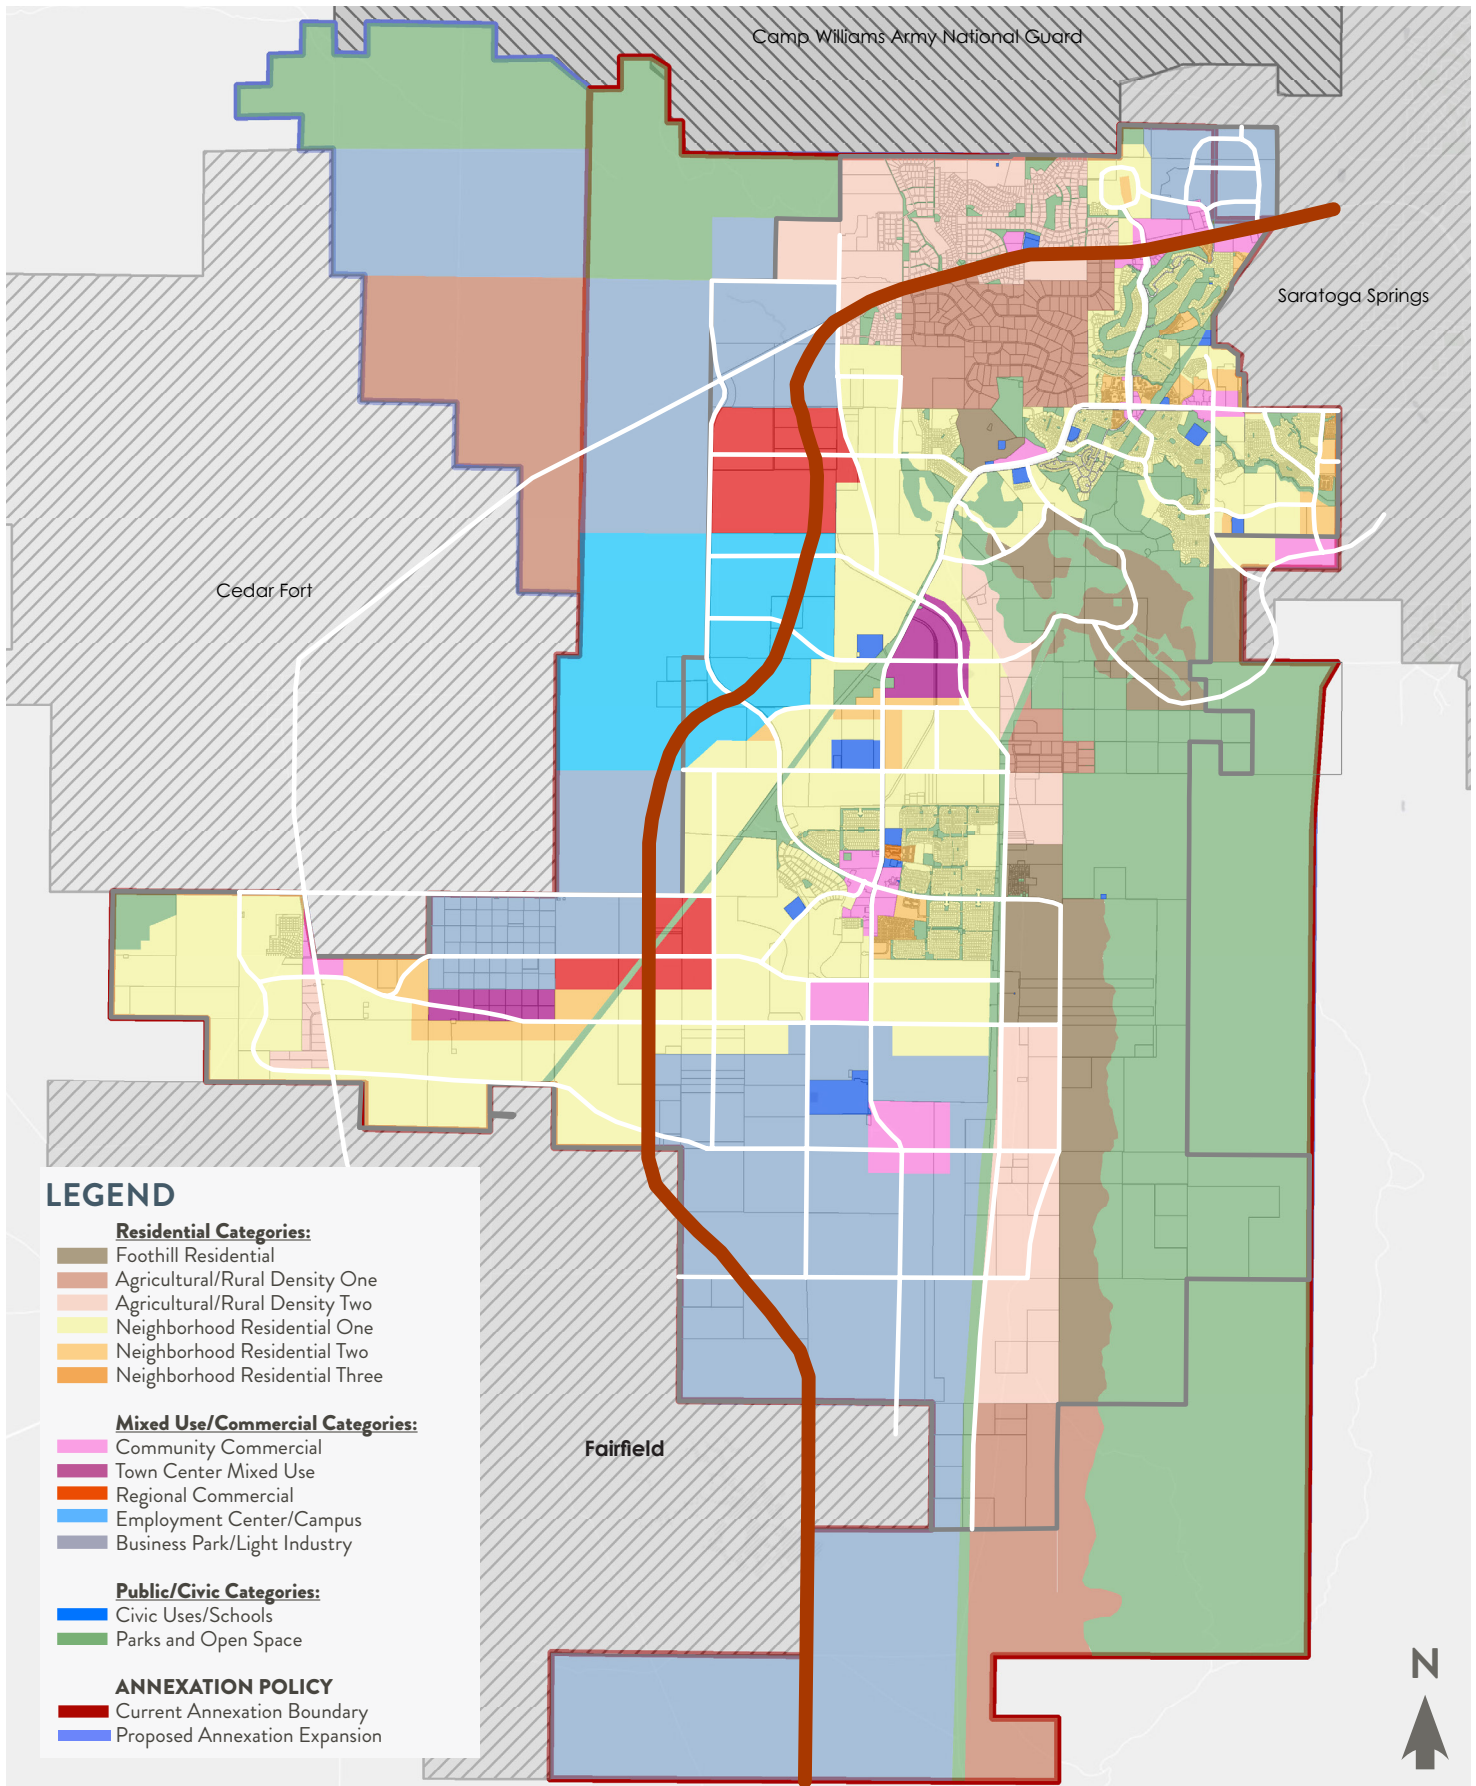 Camp Williams Army National Guard
Saratoga Springs
Cedar Fort
Fairfield
LEGEND
Residential Categories:
Foothill Residential
Agricultural/Rural Density One
Agricultural/Rural Density Two
Neighborhood Residential One
Neighborhood Residential Two
Neighborhood Residential Three
Mixed Use/Commercial Categories:
Community Commercial
Town Center Mixed Use
Regional Commercial
Employment Center/Campus
Business Park/Light Industry
Public/Civic Categories:
Civic Uses/Schools
Parks and Open Space
ANNEXATION POLICY
Current Annexation Boundary
Proposed Annexation Expansion
N